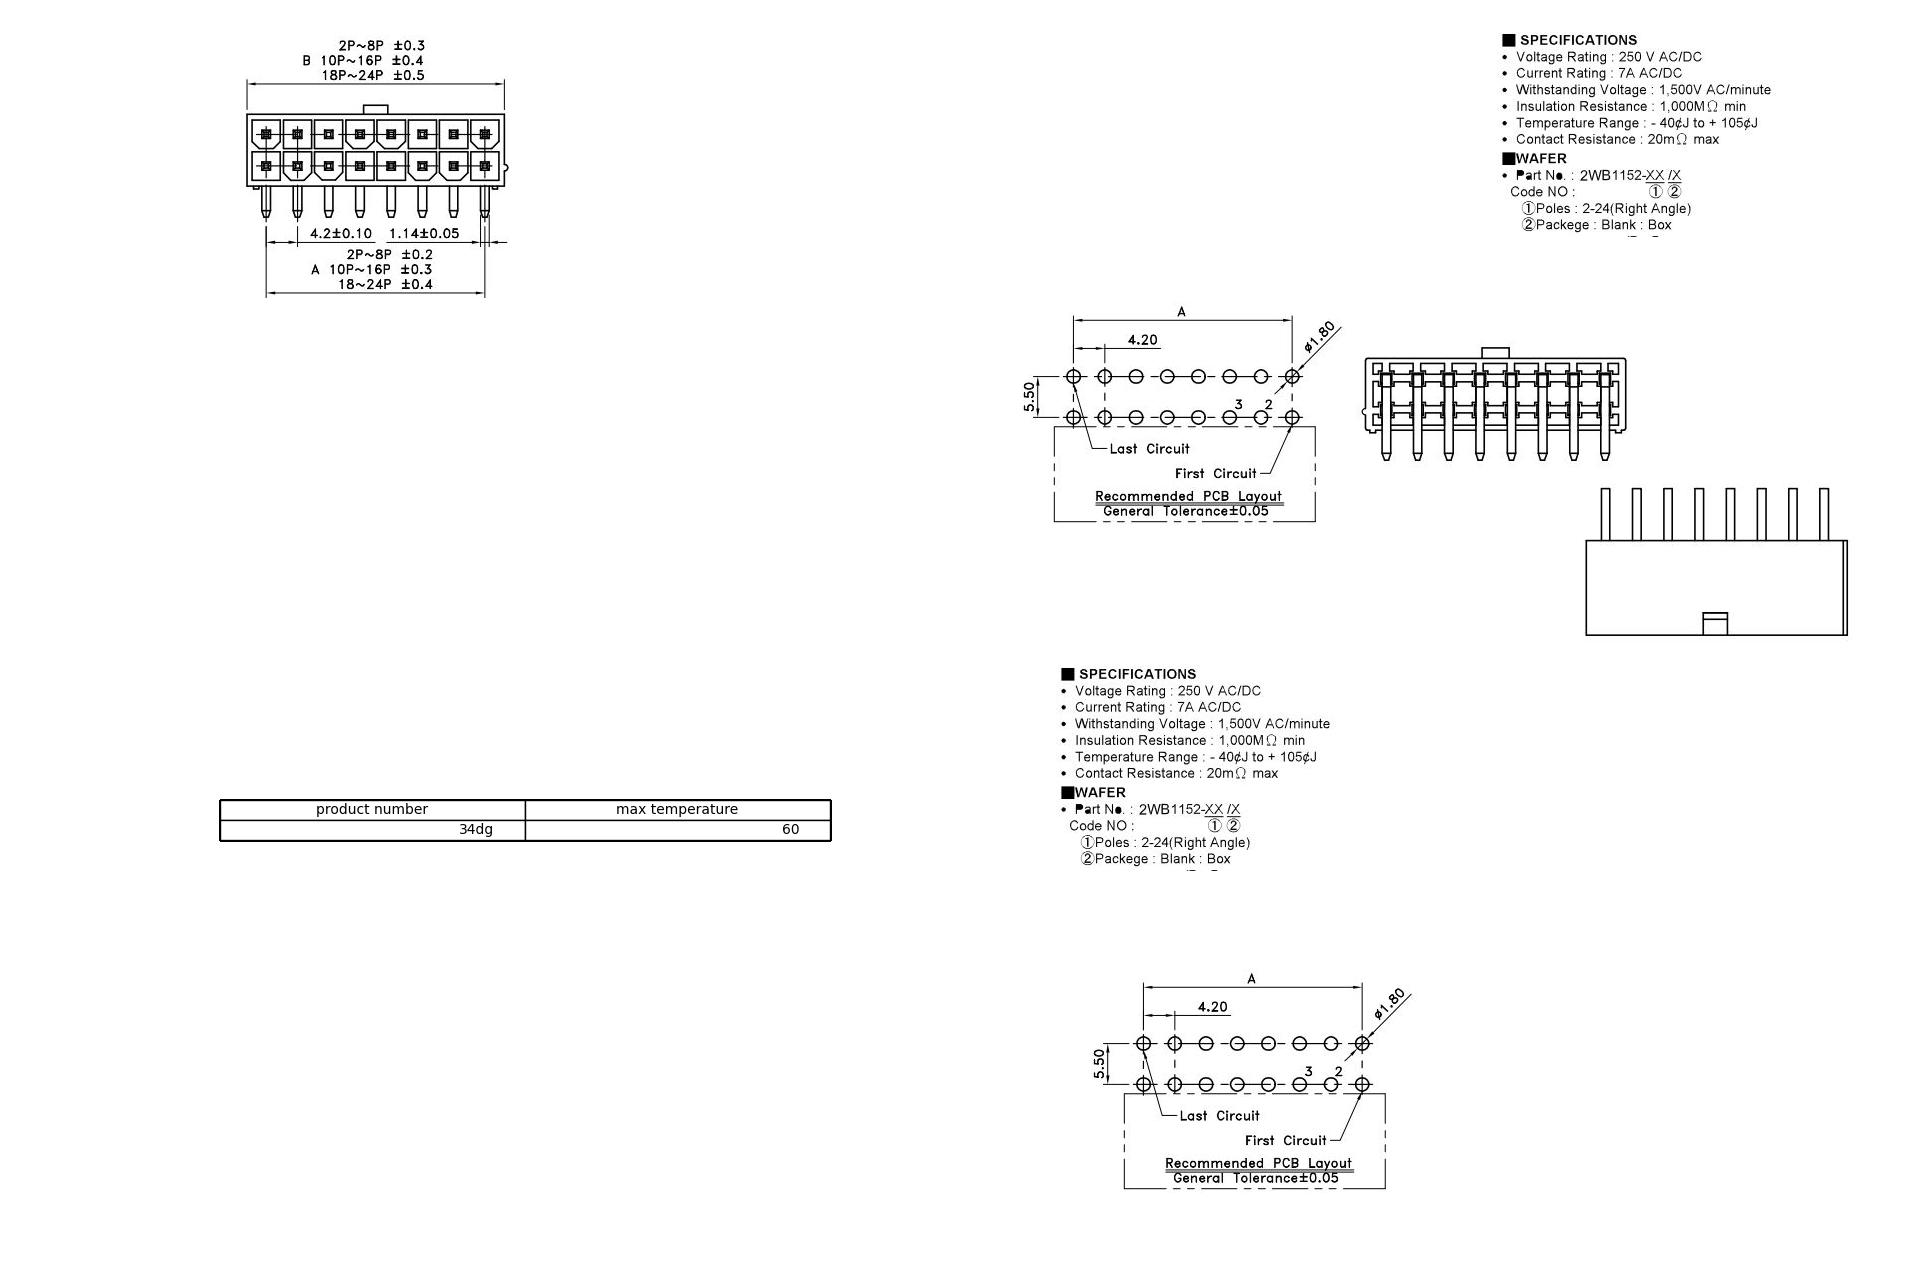 2P~8P ±0.3
B 10P~16P ±0.4
18P~24P ±0.5
4.2±0.10 1.14±0.05
2P~8P ±0.2
A 10P~16P ±0.3
18~24P ±0.4
■ SPECIFICATIONS
• Voltage Rating : 250 V AC/DC
• Current Rating : 7A AC/DC
• Withstanding Voltage : 1,500V AC/minute
• Insulation Resistance : 1,000MΩ min
• Temperature Range : - 40¢J to + 105¢J
• Contact Resistance : 20mΩ max
■WAFER
• Part No. : 2WB1152-XX /X
Code NO : ① ②
①Poles : 2-24(Right Angle)
②Packege : Blank : Box
A
4.20
ø1.80
5.50
3 2
Last Circuit
First Circuit
Recommended PCB Layout
General Tolerance±0.05
■ SPECIFICATIONS
• Voltage Rating : 250 V AC/DC
• Current Rating : 7A AC/DC
• Withstanding Voltage : 1,500V AC/minute
• Insulation Resistance : 1,000MΩ min
• Temperature Range : - 40¢J to + 105¢J
• Contact Resistance : 20mΩ max
■WAFER
• Part No. : 2WB1152-XX /X
Code NO : ① ②
①Poles : 2-24(Right Angle)
②Packege : Blank : Box
product number max temperature
34dg 60
A
4.20
ø1.80
5.50
3 2
Last Circuit
First Circuit
Recommended PCB Layout
General Tolerance±0.05